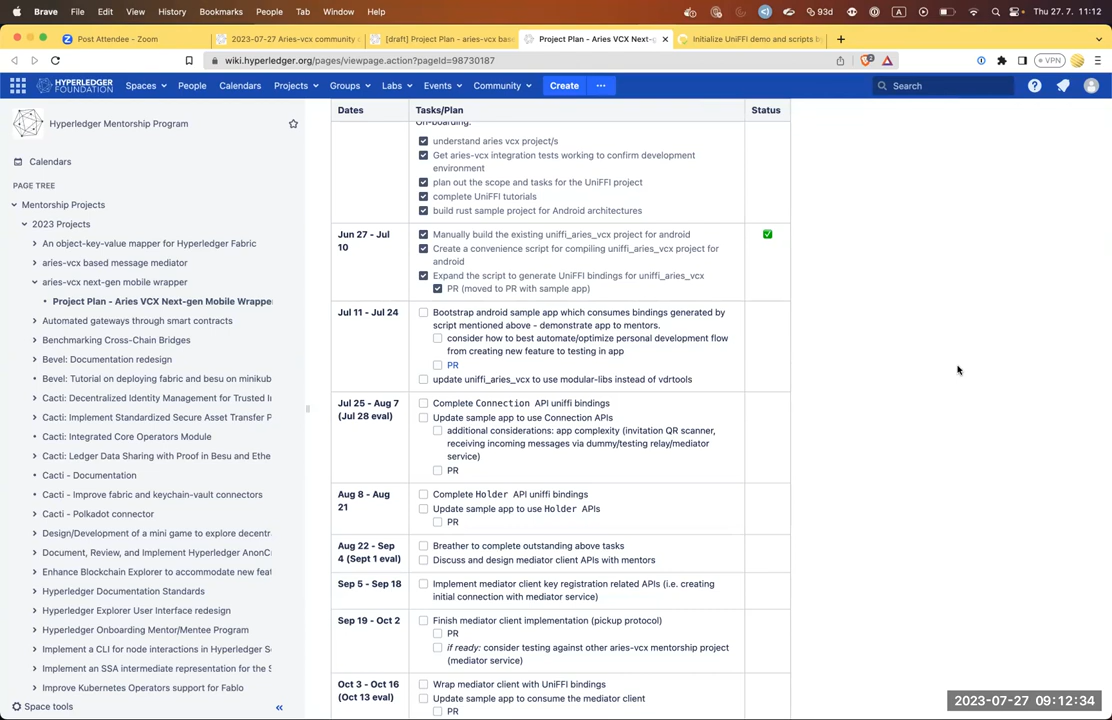 Brave File Edit View History Bookmarks People Tab Window Help
93d
A
Thu 27. 7. 11:12
Post Attendee - Zoom
2023-07-27 Aries-vcx community c
[draft] Project Plan - aries-vcx bas
Project Plan - Aries VCX Next-g
Initialize UniFFI demo and scripts b
wiki.hyperledger.org/pages/viewpage.action?pageId=98730187
2
VPN
HYPERLEDGER
FOUNDATION
Spaces People Calendars Projects Groups Labs Events Community Create ...
Search
Hyperledger Mentorship Program
Calendars
PAGE TREE
Mentorship Projects
2023 Projects
An object-key-value mapper for Hyperledger Fabric
aries-vcx based message mediator
aries-vcx next-gen mobile wrapper
Project Plan - Aries VCX Next-gen Mobile Wrappe
Automated gateways through smart contracts
Benchmarking Cross-Chain Bridges
Bevel: Documentation redesign
Bevel: Tutorial on deploying fabric and besu on minikub
Cacti: Decentralized Identity Management for Trusted I
Cacti: Implement Standardized Secure Asset Transfer P
Cacti: Integrated Core Operators Module
Cacti: Ledger Data Sharing with Proof in Besu and Ethe
Cacti - Documentation
Cacti - Improve fabric and keychain-vault connectors
Cacti - Polkadot connector
Design/Development of a mini game to explore decentr
Document, Review, and Implement Hyperledger AnonC
Enhance Blockchain Explorer to accommodate new feat
Hyperledger Documentation Standards
Hyperledger Explorer User Interface redesign
Hyperledger Onboarding Mentor/Mentee Program
Implement a CLI for node interactions in Hyperledger S
Implement an SSA intermediate representation for the S
Improve Kubernetes Operators support for Fablo
Space tools
Dates Tasks/Plan Status
On-boarding:
understand aries vcx project/s
Get aries-vcx integration tests working to confirm development
environment
plan out the scope and tasks for the UniFFI project
complete UniFFI tutorials
build rust sample project for Android architectures
Jun 27 - Jul
10
Manually build the existing uniffi_aries_vcx project for android
Create a convenience script for compiling uniffi_aries_vcx project for
android
Expand the script to generate UniFFI bindings for uniffi_aries_vcx
PR (moved to PR with sample app)
Jul 11 - Jul 24
Bootstrap android sample app which consumes bindings generated by
script mentioned above - demonstrate app to mentors.
consider how to best automate/optimize personal development flow
from creating new feature to testing in app
PR
update uniffi_aries_vcx to use modular-libs instead of vdrtools
Jul 25 - Aug 7
(Jul 28 eval)
Complete Connection API uniffi bindings
Update sample app to use Connection APIs
additional considerations: app complexity (invitation QR scanner,
receiving incoming messages via dummy/testing relay/mediator
service)
PR
Aug 8 - Aug
21
Complete Holder API uniffi bindings
Update sample app to use Holder APIs
PR
Aug 22 - Sep
4 (Sept 1 eval)
Breather to complete outstanding above tasks
Discuss and design mediator client APIs with mentors
Sep 5 - Sep 18
Implement mediator client key registration related APIs (i.e. creating
initial connection with mediator service)
Sep 19 - Oct 2
Finish mediator client implementation (pickup protocol)
PR
if ready: consider testing against other aries-vcx mentorship project
(mediator service)
Oct 3 - Oct 16
(Oct 13 eval)
Wrap mediator client with UniFFI bindings
Update sample app to consume the mediator client
PR
2023-07-27 09:12:34